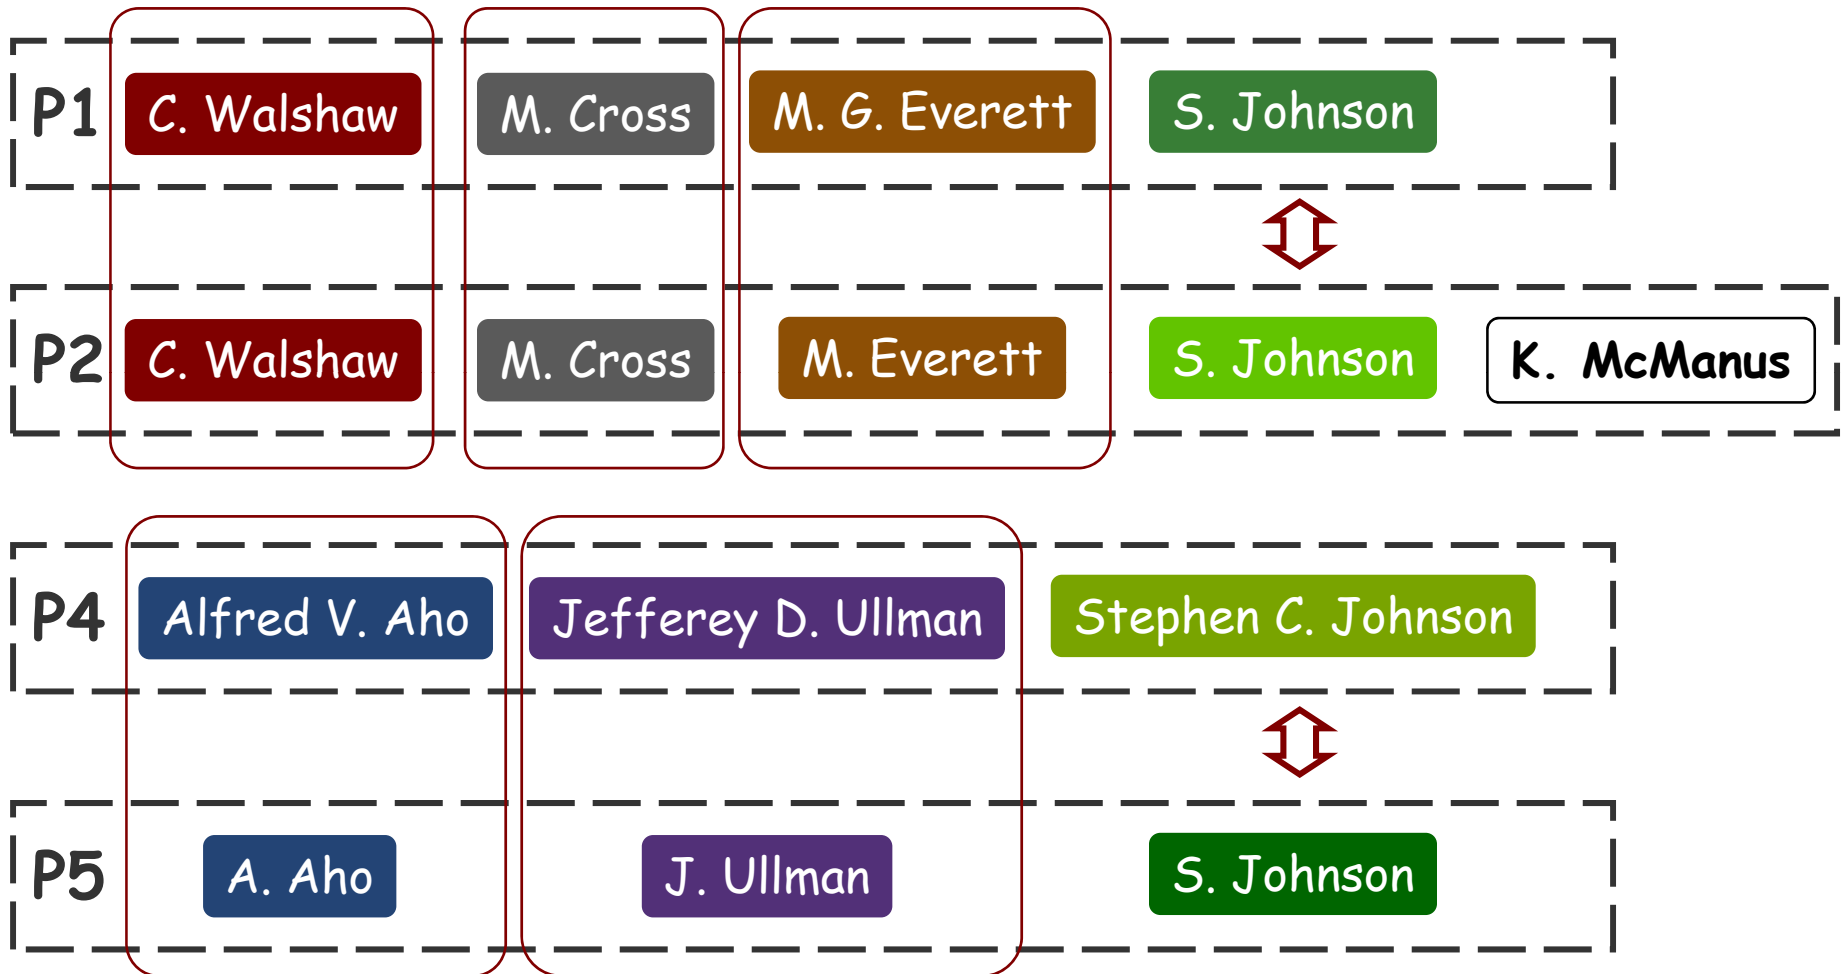 P1 C. Walshaw M. Cross M. G. Everett S. Johnson
P2 C. Walshaw M. Cross M. Everett S. Johnson K. McManus
P4 Alfred V. Aho Jefferey D. Ullman Stephen C. Johnson
P5 A. Aho J. Ullman S. Johnson